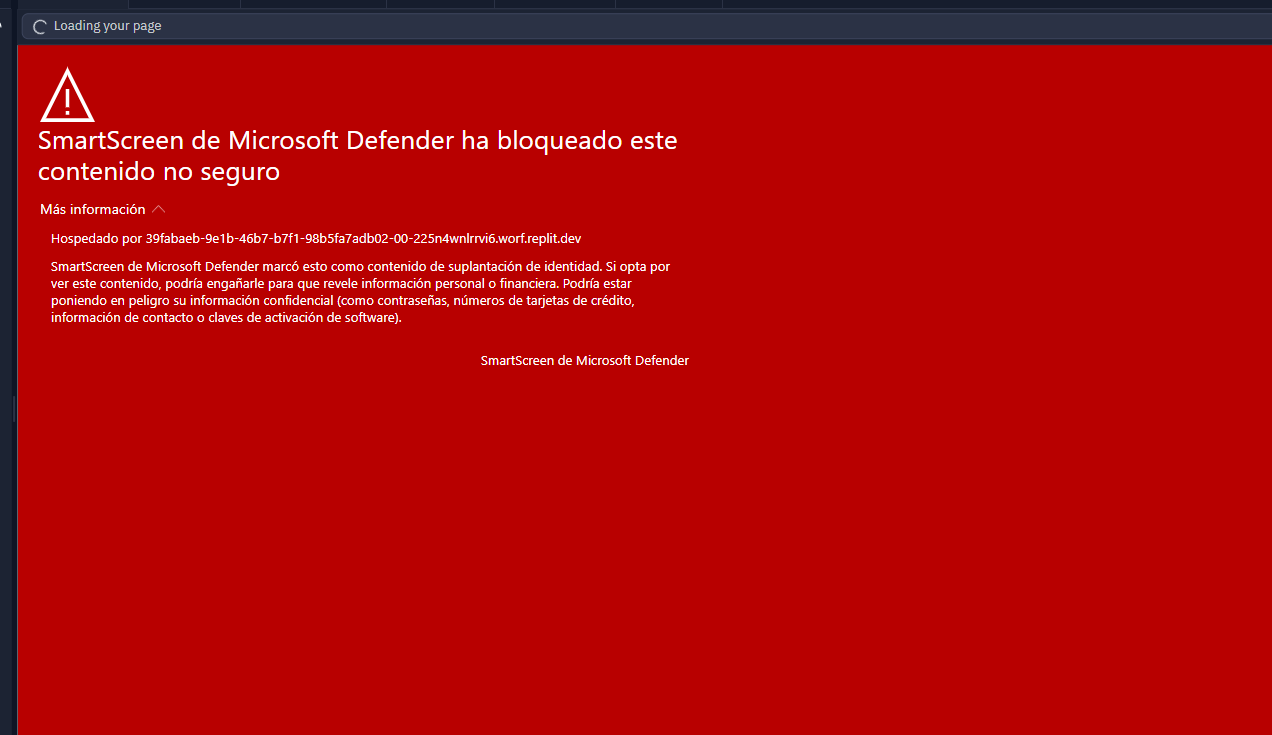 Loading your page
SmartScreen de Microsoft Defender ha bloqueado este
contenido no seguro
Más información
Hospedado por 39fabaeb-9e1b-46b7-b7f1-98b5fa7adb02-00-225n4wnlrrvi6.worf.replit.dev
SmartScreen de Microsoft Defender marcó esto como contenido de suplantación de identidad. Si opta por
ver este contenido, podría engañarle para que revele información personal o financiera. Podría estar
poniendo en peligro su información confidencial (como contraseñas, números de tarjetas de crédito,
información de contacto o claves de activación de software).
SmartScreen de Microsoft Defender